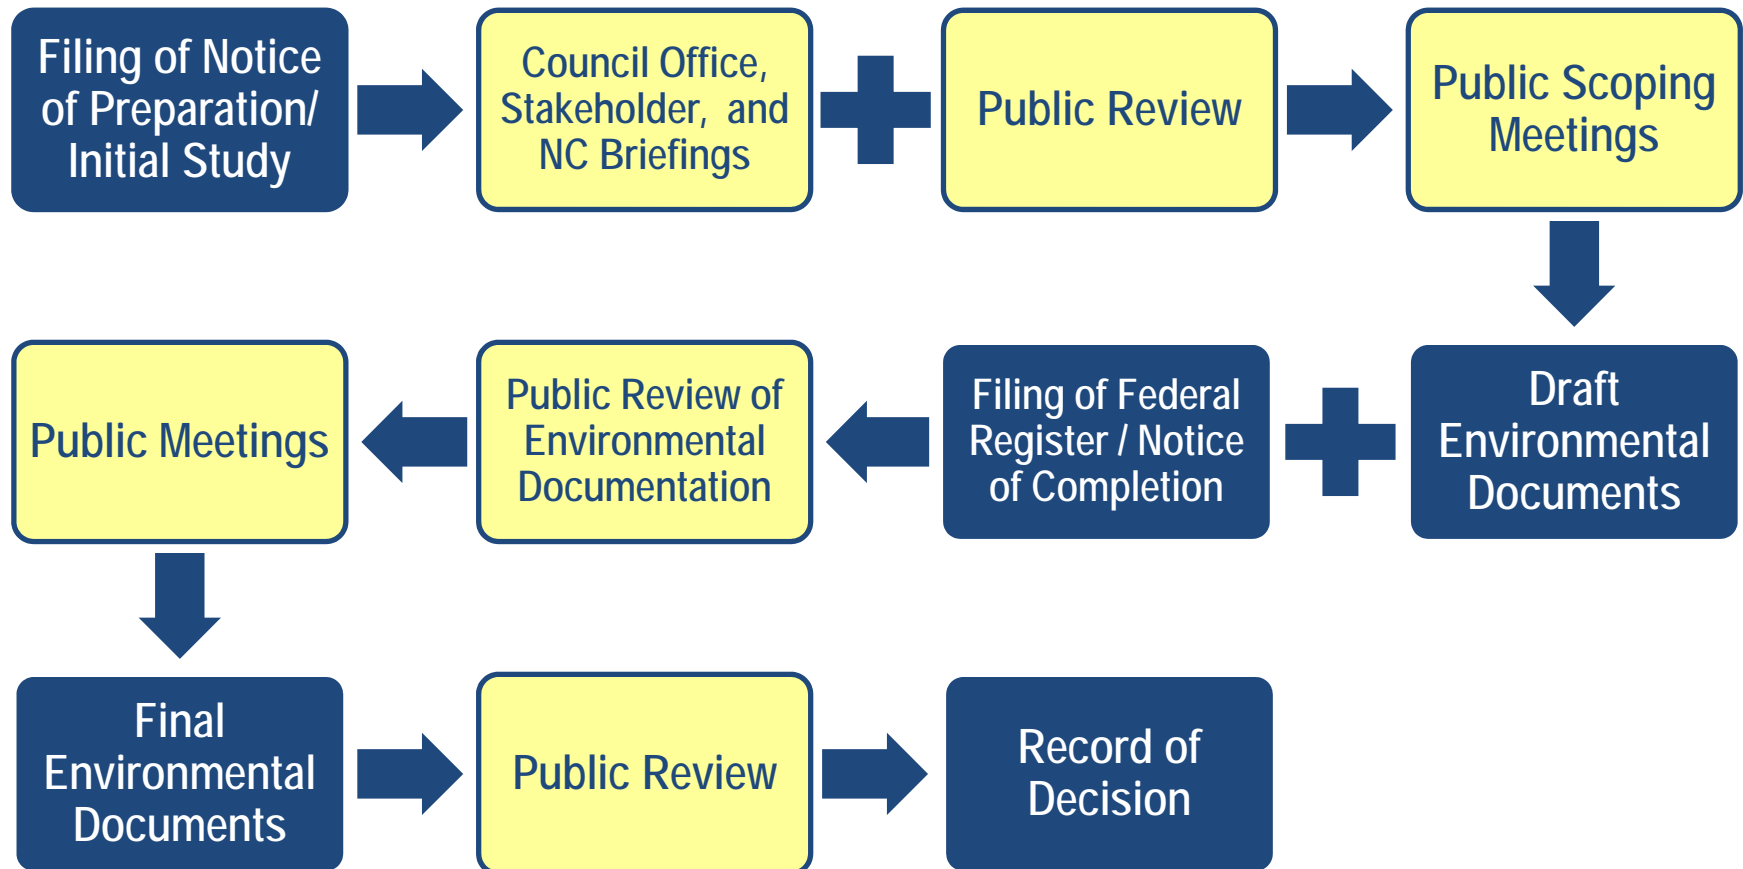 Filing of Notice
of Preparation/
Initial Study
Council Office,
Stakeholder, and
NC Briefings
Public Review
Public Scoping
Meetings
Draft
Environmental
Documents
Filing of Federal
Register / Notice
of Completion
Public Review of
Environmental
Documentation
Public Meetings
Final
Environmental
Documents
Public Review
Record of
Decision